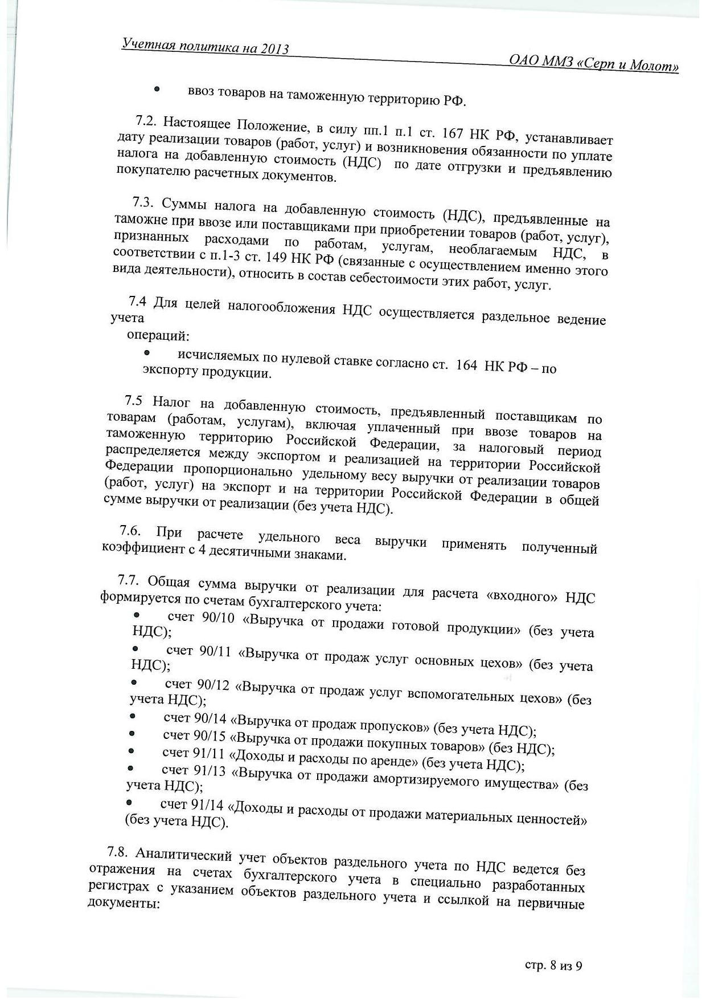 Учетная политика на 2013
ОАО ММЗ «Серп и Молот»
• ввоз товаров на таможенную территорию РФ.
7.2. Настоящее Положение, в силу пп.1 п.1 ст. 167 НК РФ, устанавливает
дату реализации товаров (работ, услуг) и возникновения обязанности по уплате
налога на добавленную стоимость (НДС) по дате отгрузки и предъявлению
покупателю расчетных документов.
7.3. Суммы налога на добавленную стоимость (НДС), предъявленные на
таможне при ввозе или поставщиками при приобретении товаров (работ, услуг),
признанных расходами по работам, услугам, необлагаемым НДС, в
соответствии с п.1-3 ст. 149 НК РФ (связанные с осуществлением именно этого
вида деятельности), относить в состав себестоимости этих работ, услуг.
7.4 Для целей налогообложения НДС осуществляется раздельное ведение
учета
операций:
• исчисляемых по нулевой ставке согласно ст. 164 НК РФ – по
экспорту продукции.
7.5 Налог на добавленную стоимость, предъявленный поставщикам по
товарам (работам, услугам), включая уплаченный при ввозе товаров на
таможенную территорию Российской Федерации, за налоговый период
распределяется между экспортом и реализацией на территории Российской
Федерации пропорционально удельному весу выручки от реализации товаров
(работ, услуг) на экспорт и на территории Российской Федерации в общей
сумме выручки от реализации (без учета НДС).
7.6. При расчете удельного веса выручки применять полученный
коэффициент с 4 десятичными знаками.
7.7. Общая сумма выручки от реализации для расчета «входного» НДС
формируется по счетам бухгалтерского учета:
• счет 90/10 «Выручка от продажи готовой продукции» (без учета
НДС);
• счет 90/11 «Выручка от продаж услуг основных цехов» (без учета
НДС);
• счет 90/12 «Выручка от продаж услуг вспомогательных цехов» (без
учета НДС);
• счет 90/14 «Выручка от продаж пропусков» (без учета НДС);
• счет 90/15 «Выручка от продажи покупных товаров» (без НДС);
• счет 91/11 «Доходы и расходы по аренде» (без учета НДС);
• счет 91/13 «Выручка от продажи амортизируемого имущества» (без
учета НДС);
• счет 91/14 «Доходы и расходы от продажи материальных ценностей»
(без учета НДС).
7.8. Аналитический учет объектов раздельного учета по НДС ведется без
отражения на счетах бухгалтерского учета в специально разработанных
регистрах с указанием объектов раздельного учета и ссылкой на первичные
документы:
стр. 8 из 9